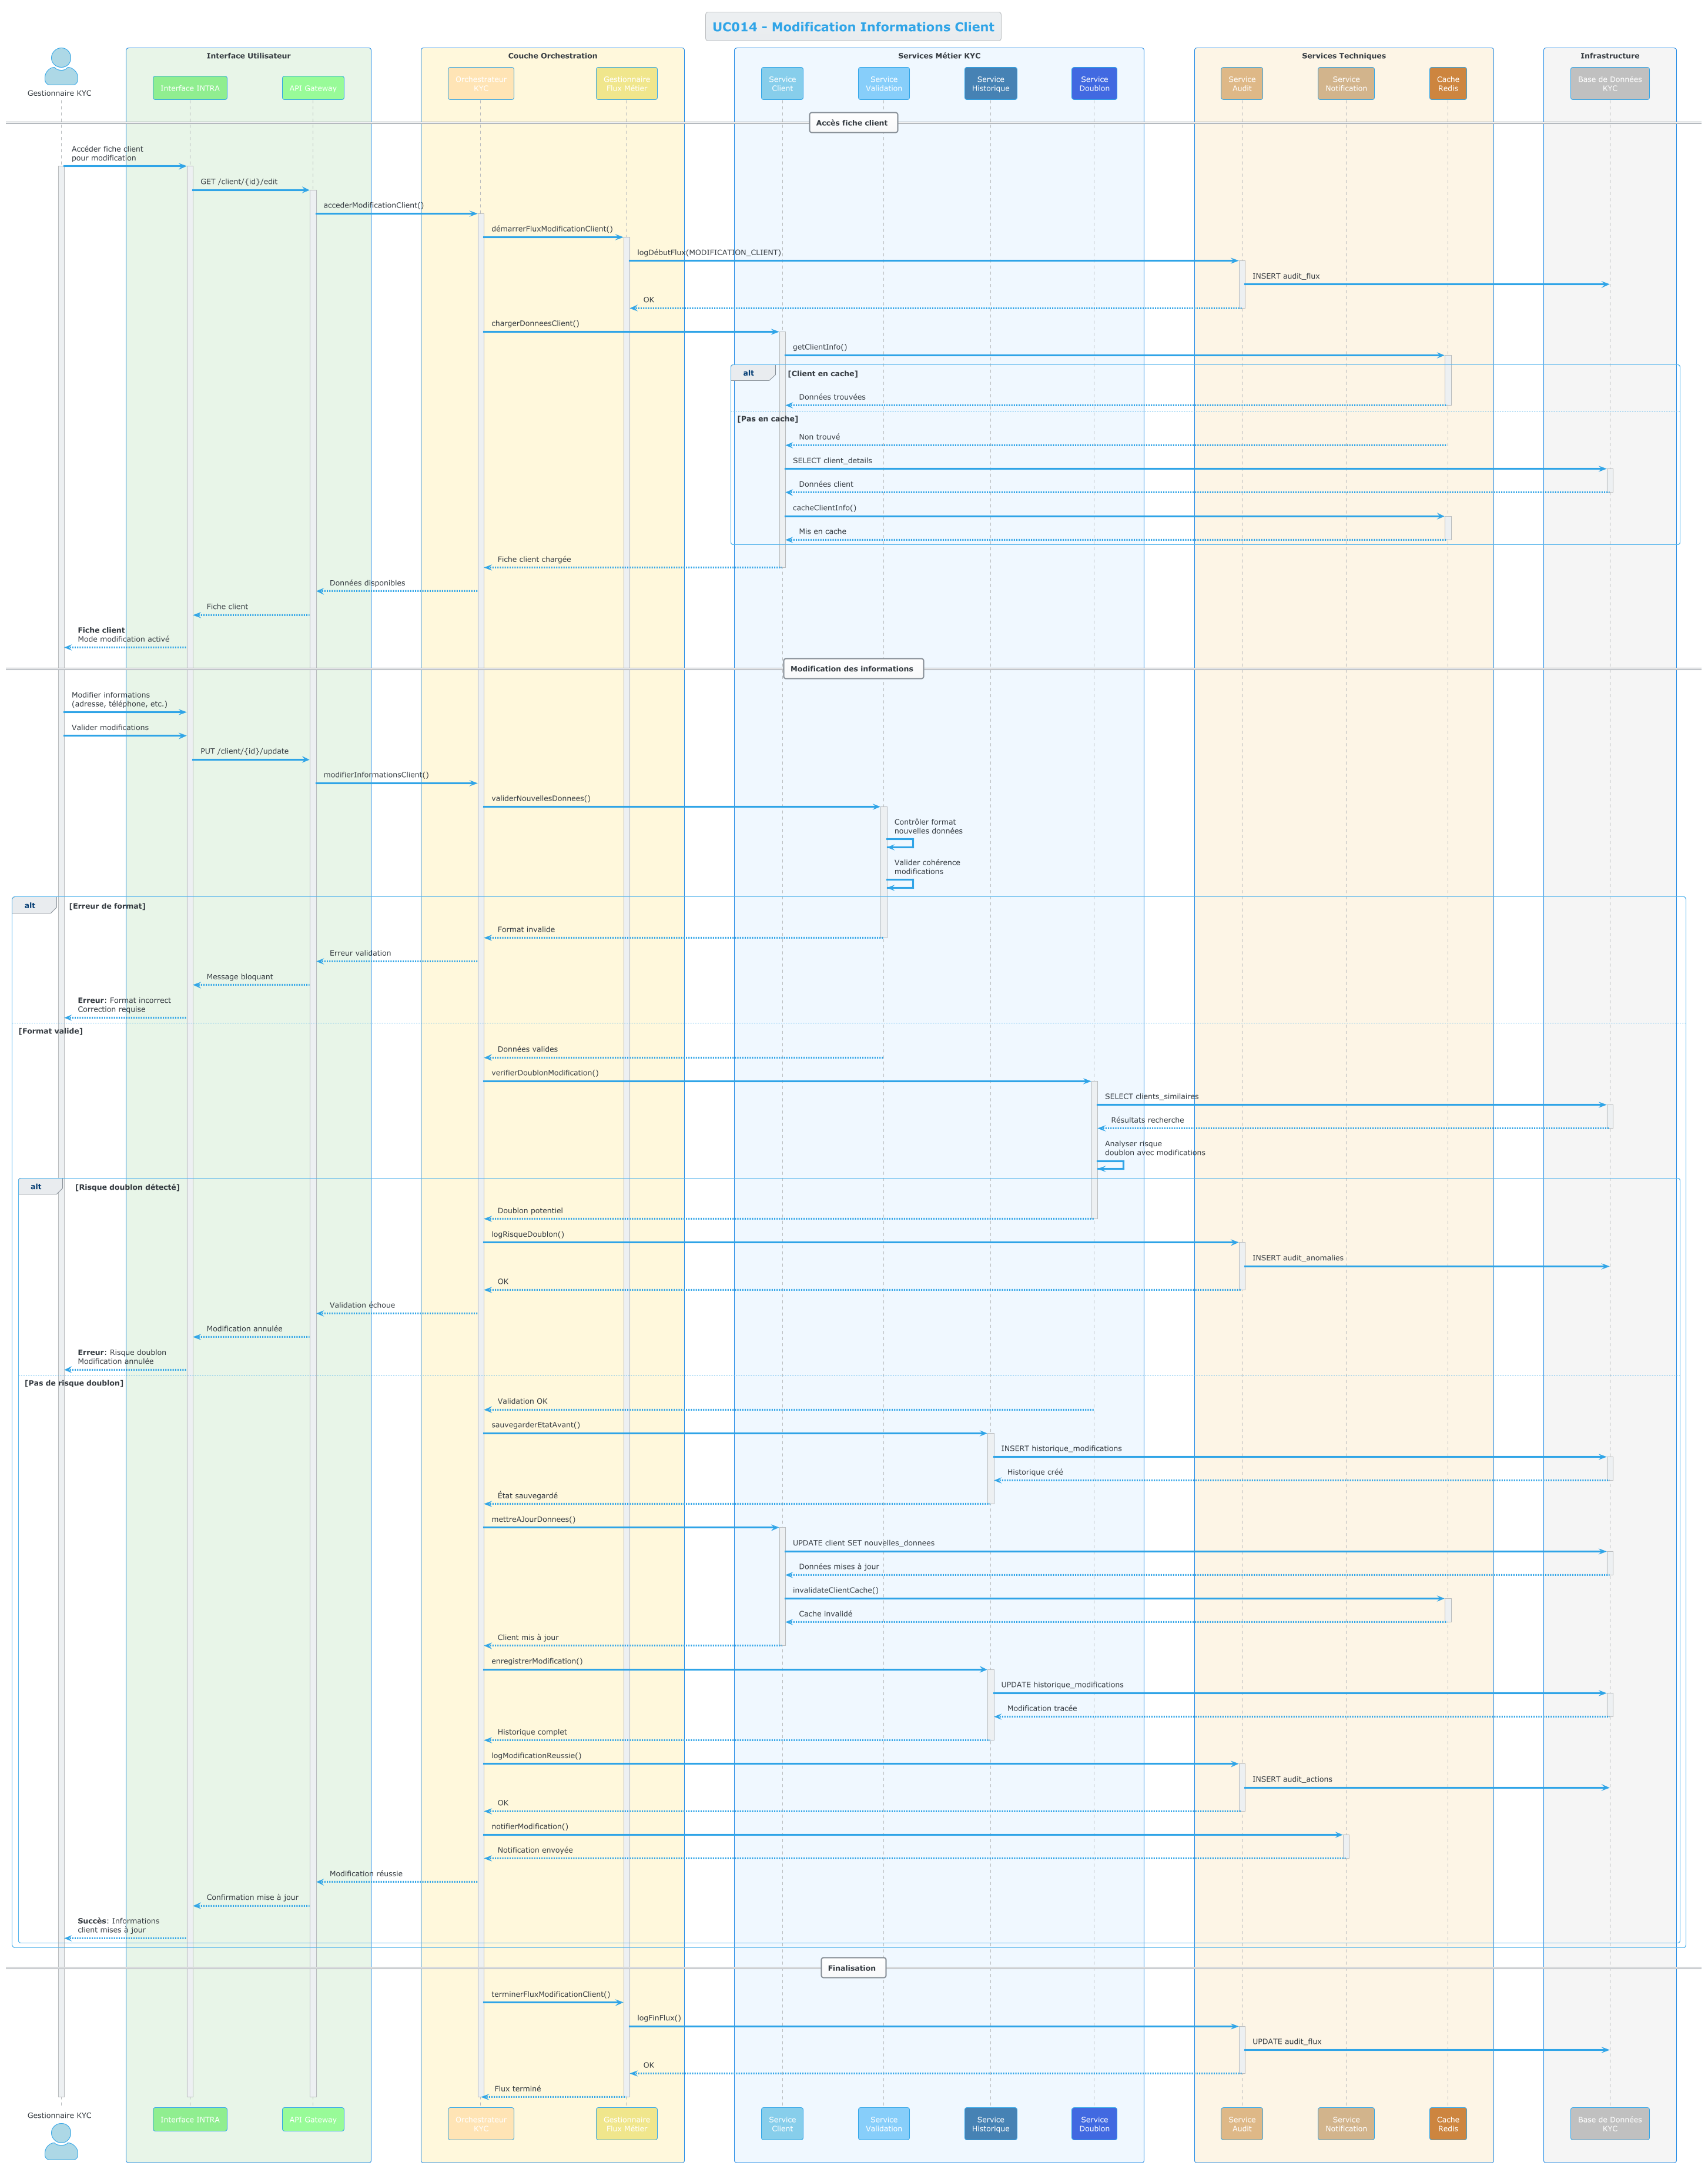 UC014 - Modification Informations Client
Interface Utilisateur
Couche Orchestration
Services Métier KYC
Services Techniques
Infrastructure
Gestionnaire KYC
Interface INTRA
API Gateway
Orchestrateur
KYC
Gestionnaire
Flux Métier
Service
Client
Service
Validation
Service
Historique
Service
Doublon
Service
Audit
Service
Notification
Cache
Redis
Base de Données
KYC
Accès fiche client
Accéder fiche client
pour modification
GET /client/{id}/edit
accederModificationClient()
démarrerFluxModificationClient()
logDébutFlux(MODIFICATION_CLIENT)
INSERT audit_flux
OK
chargerDonneesClient()
getClientInfo()
alt [Client en cache]
Données trouvées
[Pas en cache]
Non trouvé
SELECT client_details
Données client
cacheClientInfo()
Mis en cache
Fiche client chargée
Données disponibles
Fiche client
Fiche client
Mode modification activé
Modification des informations
Modifier informations
(adresse, téléphone, etc.)
Valider modifications
PUT /client/{id}/update
modifierInformationsClient()
validerNouvellesDonnees()
Contrôler format
nouvelles données
Valider cohérence
modifications
alt [Erreur de format]
Format invalide
Erreur validation
Message bloquant
Erreur: Format incorrect
Correction requise
[Format valide]
Données valides
verifierDoublonModification()
SELECT clients_similaires
Résultats recherche
Analyser risque
doublon avec modifications
alt [Risque doublon détecté]
Doublon potentiel
logRisqueDoublon()
INSERT audit_anomalies
OK
Validation échoue
Modification annulée
Erreur: Risque doublon
Modification annulée
[Pas de risque doublon]
Validation OK
sauvegarderEtatAvant()
INSERT historique_modifications
Historique créé
État sauvegardé
mettreAJourDonnees()
UPDATE client SET nouvelles_donnees
Données mises à jour
invalidateClientCache()
Cache invalidé
Client mis à jour
enregistrerModification()
UPDATE historique_modifications
Modification tracée
Historique complet
logModificationReussie()
INSERT audit_actions
OK
notifierModification()
Notification envoyée
Modification réussie
Confirmation mise à jour
Succès: Informations
client mises à jour
Finalisation
terminerFluxModificationClient()
logFinFlux()
UPDATE audit_flux
OK
Flux terminé
Gestionnaire KYC
Interface INTRA
API Gateway
Orchestrateur
KYC
Gestionnaire
Flux Métier
Service
Client
Service
Validation
Service
Historique
Service
Doublon
Service
Audit
Service
Notification
Cache
Redis
Base de Données
KYC